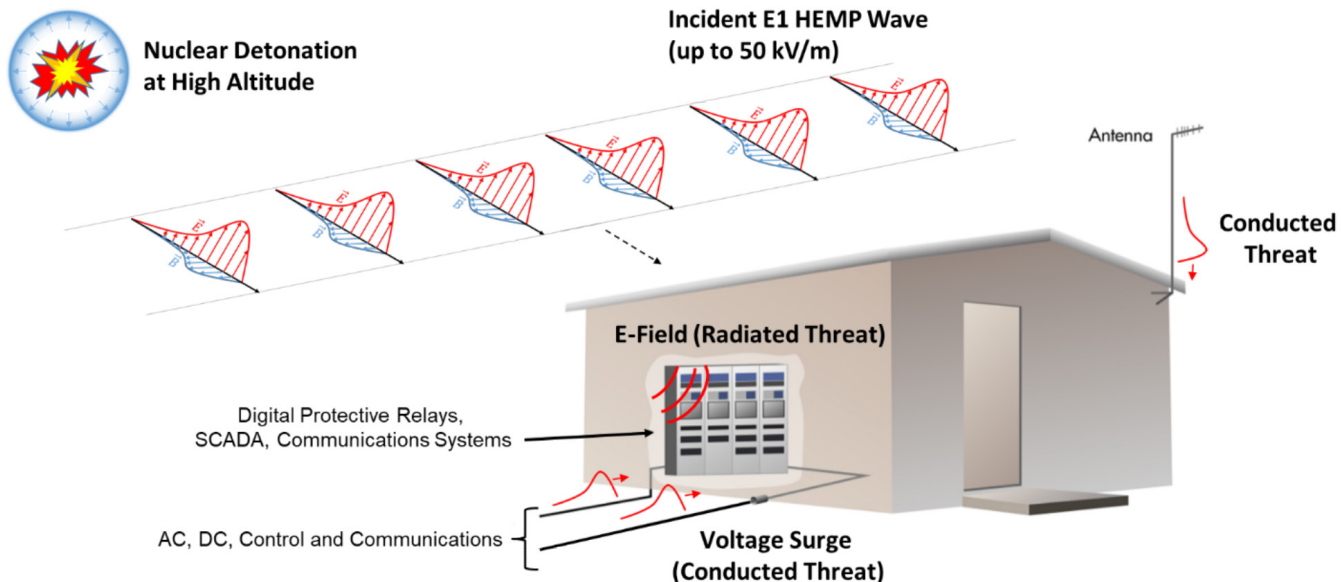 Nuclear Detonation
at High Altitude
Incident E1 HEMP Wave
(up to 50 kV/m)
Antenna
Conducted
Threat
E-Field (Radiated Threat)
Digital Protective Relays,
SCADA, Communications Systems
AC, DC, Control and Communications
Voltage Surge
(Conducted Threat)